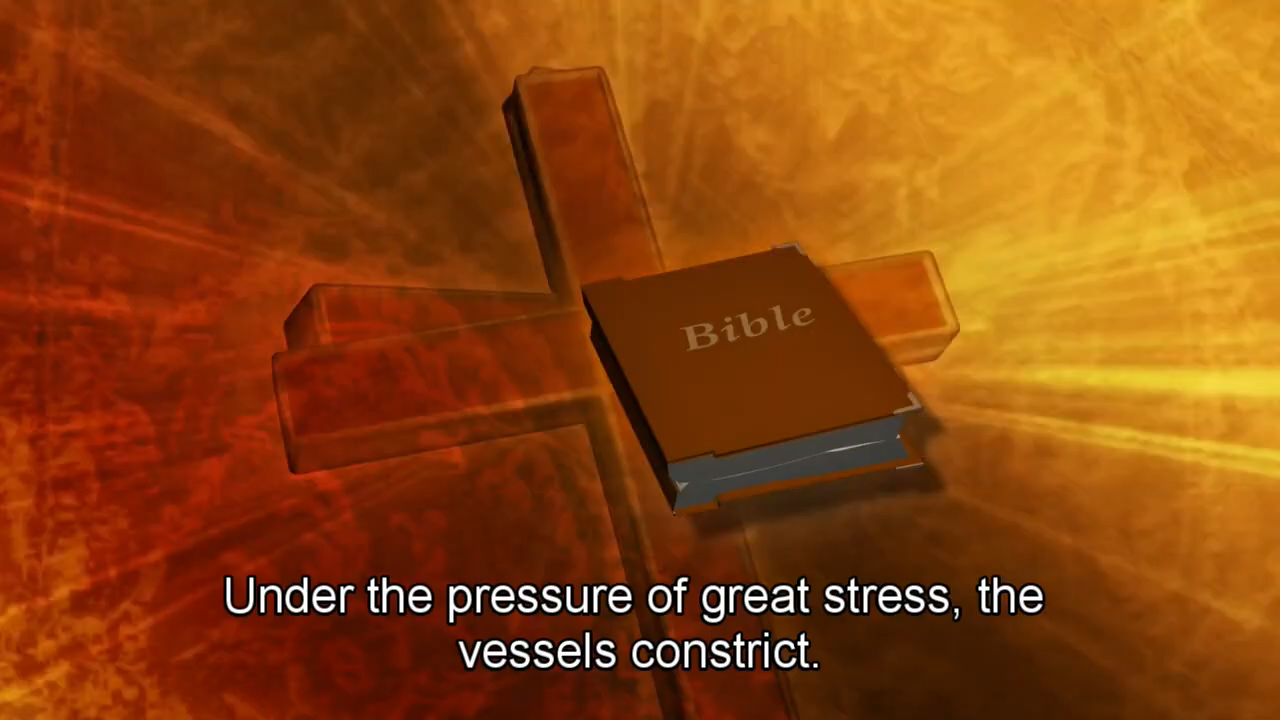 Bible
Under the pressure of great stress, the
vessels constrict.